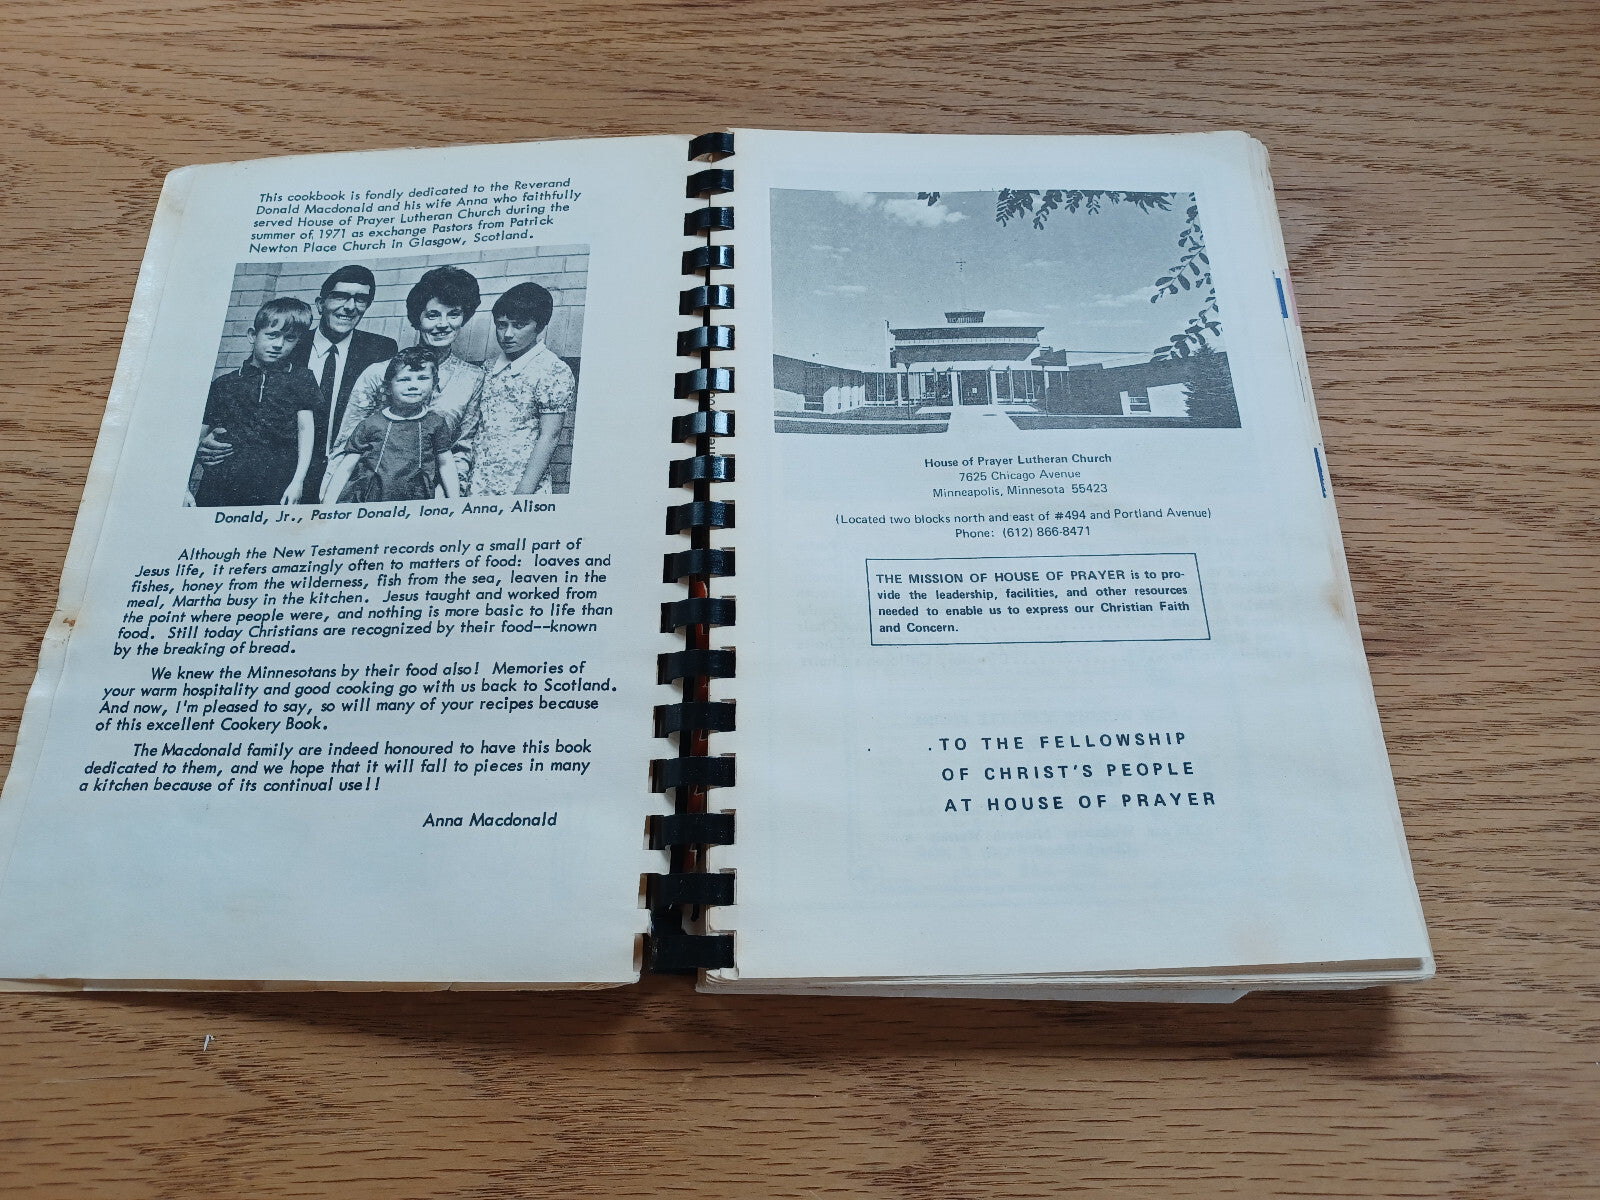 This cookbook is fondly dedicated to the Reverand
Donald Macdonald and his wife Anna who faithfully
served House of Prayer Lutheran Church during the
summer of, 1971 as exchange Pastors from Patrick
Newton Place Church in Glasgow, Scotland.
Donald, Jr., Pastor Donald, Iona, Anna, Alison
Although the New Testament records only a small part of
Jesus life, it refers amazingly often to matters of food: loaves and
fishes, honey from the wilderness, fish from the sea, leaven in the
meal, Martha busy in the kitchen. Jesus taught and worked from
the point where people were, and nothing is more basic to life than
food. Still today Christians are recognized by their food--known
by the breaking of bread.
We knew the Minnesotans by their food also! Memories of
your warm hospitality and good cooking go with us back to Scotland.
And now, I'm pleased to say, so will many of your recipes because
of this excellent Cookery Book.
The Macdonald family are indeed honoured to have this book
dedicated to them, and we hope that it will fall to pieces in many
a kitchen because of its continual use!!
Anna Macdonald
House of Prayer Lutheran Church
7625 Chicago Avenue
Minneapolis, Minnesota 55423
(Located two blocks north and east of #494 and Portland Avenue)
Phone: (612) 866-8471
THE MISSION OF HOUSE OF PRAYER is to pro-
vide the leadership, facilities, and other resources
needed to enable us to express our Christian Faith
and Concern.
. .TO THE FELLOWSHIP
OF CHRIST'S PEOPLE
AT HOUSE OF PRAYER